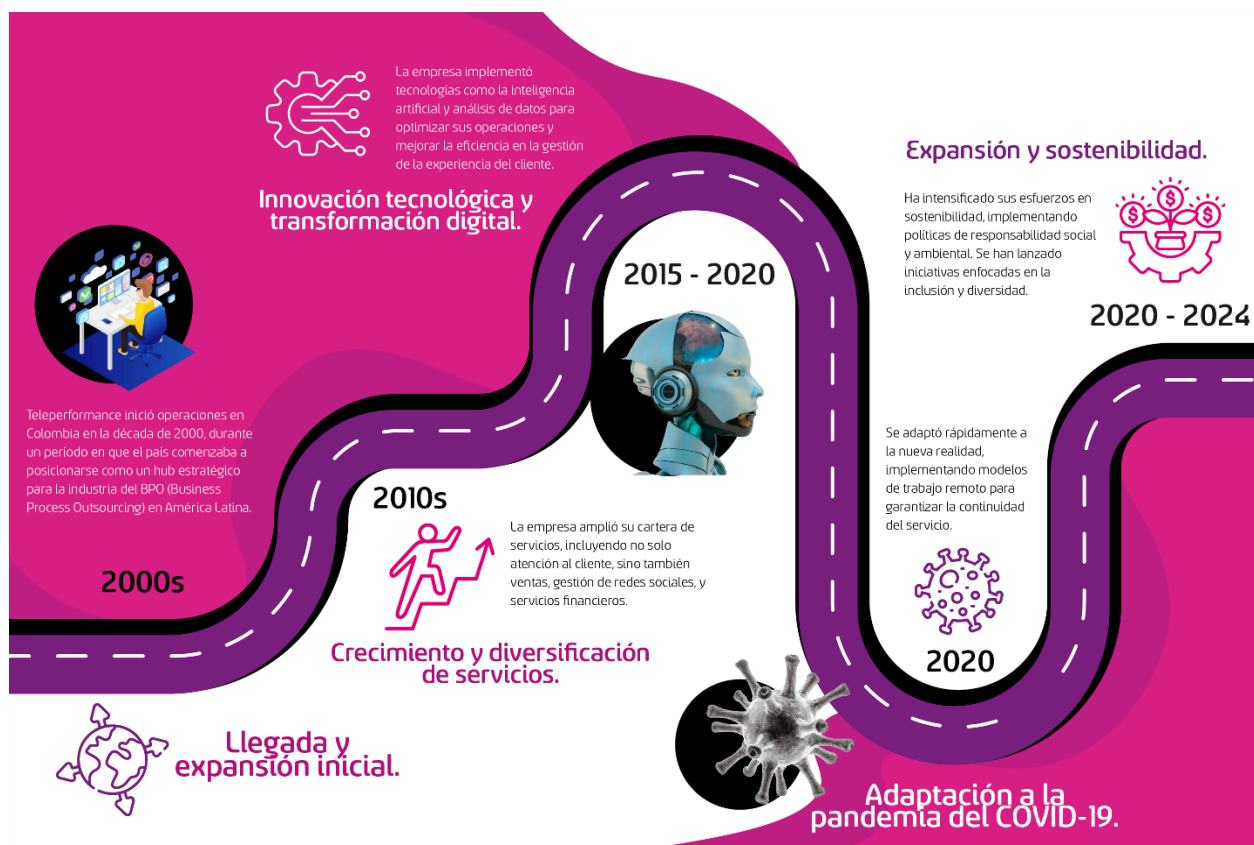 Teleperformance inició operaciones en
Colombia en la década de 2000, durante
un período en que el país comenzaba a
posicionarse como un hub estratégico
para la industria del BPO (Business
Process Outsourcing) en América Latina.
2000s
Llegada y
expansión inicial.
2010s
La empresa amplió su cartera de
servicios, incluyendo no solo
atención al cliente, sino también
ventas, gestión de redes sociales, y
servicios financieros.
Crecimiento y diversificación
de servicios.
La empresa implementó
tecnologías como la inteligencia
artificial y análisis de datos para
optimizar sus operaciones y
mejorar la eficiencia en la gestión
de la experiencia del cliente.
Innovación tecnológica y
transformación digital.
2015 - 2020
Se adaptó rápidamente a
la nueva realidad,
implementando modelos
de trabajo remoto para
garantizar la continuidad
del servicio.
2020
Adaptación a la
pandemia del COVID-19.
Expansión y sostenibilidad.
Ha intensificado sus esfuerzos en
sostenibilidad, implementando
políticas de responsabilidad social
y ambiental. Se han lanzado
iniciativas enfocadas en la
inclusión y diversidad.
2020 - 2024